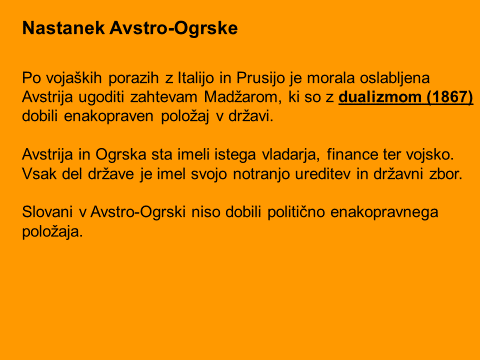 Nastanek Avstro-Ogrske
Po vojaških porazih z Italijo in Prusijo je morala oslabljena
Avstrija ugoditi zahtevam Madžarom, ki so z dualizmom (1867)
dobili enakopraven položaj v državi.
Avstrija in Ogrska sta imeli istega vladarja, finance ter vojsko.
Vsak del države je imel svojo notranjo ureditev in državni zbor.
Slovani v Avstro-Ogrski niso dobili politično enakopravnega
položaja.